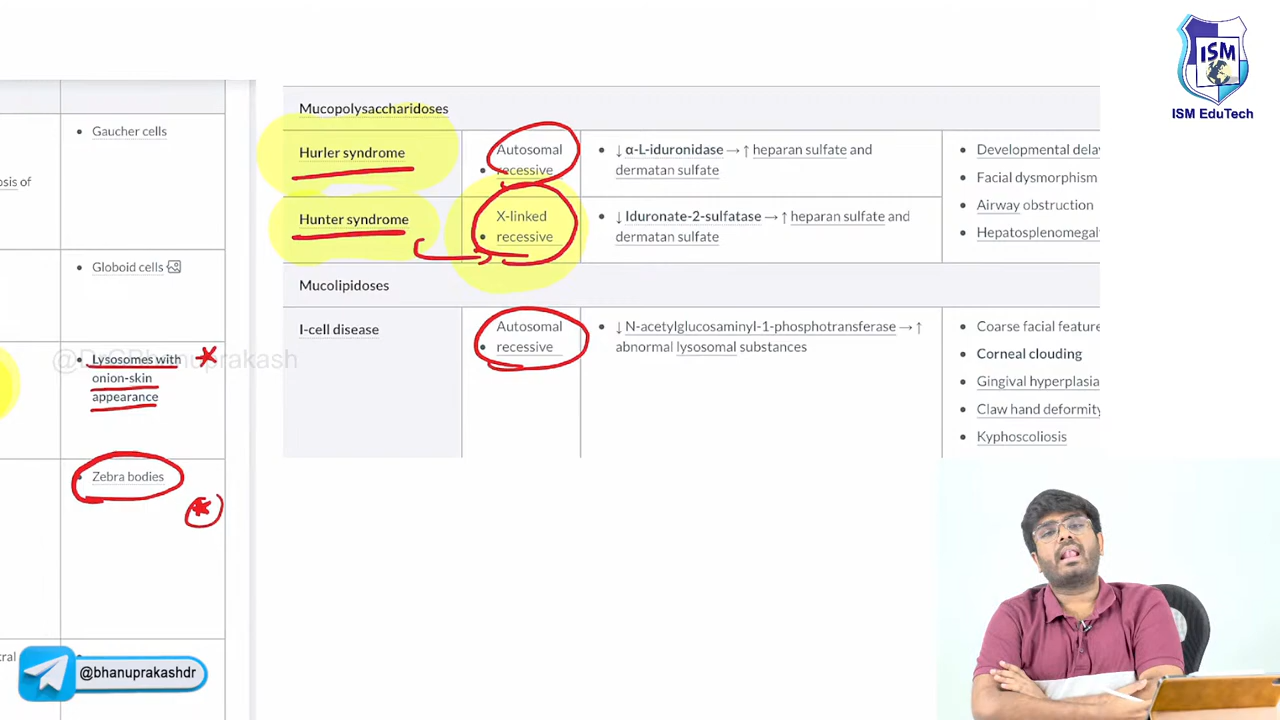 ISM
ISM EduTech
Gaucher cells
osis of
Globoid cells
Lysosomes with
onion-skin
appearance
Zebra bodies
tral
Mucopolysaccharidoses
Hurler syndrome
Autosomal
recessive
↓ α-L-iduronidase → ↑ heparan sulfate and
dermatan sulfate
Developmental delay
Facial dysmorphism
Airway obstruction
Hepatosplenomegal
Hunter syndrome
X-linked
recessive
↓ Iduronate-2-sulfatase → ↑ heparan sulfate and
dermatan sulfate
Mucolipidoses
I-cell disease
Autosomal
recessive
↓ N-acetylglucosaminyl-1-phosphotransferase → ↑
abnormal lysosomal substances
Coarse facial feature
Corneal clouding
Gingival hyperplasia
Claw hand deformity
Kyphoscoliosis
@bhanuprakashdr